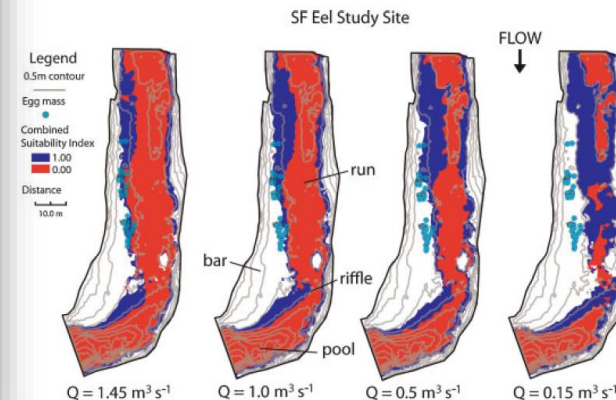 SF Eel Study Site
FLOW
Legend
0.5m contour
Egg mass
Combined
Suitability Index
1.00
0.00
Distance
10.0 m
run
bar
riffle
pool
Q = 1.45 m³ s⁻¹
Q = 1.0 m³ s⁻¹
Q = 0.5 m³ s⁻¹
Q = 0.15 m³ s⁻¹